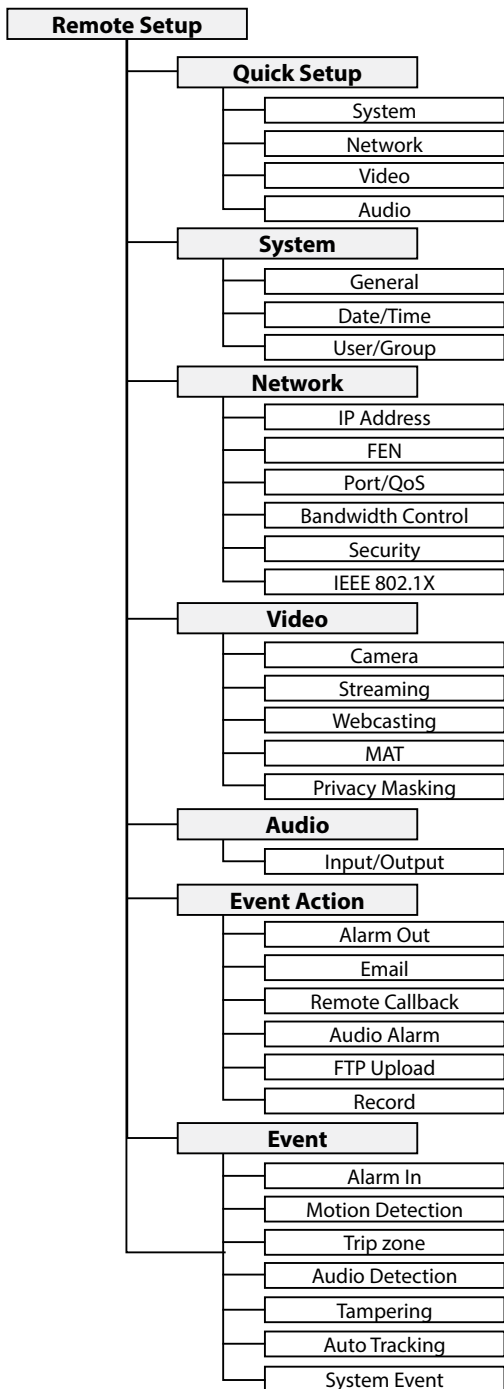 Remote Setup
Quick Setup
System
Network
Video
Audio
System
General
Date/Time
User/Group
Network
IP Address
FEN
Port/QoS
Bandwidth Control
Security
IEEE 802.1X
Video
Camera
Streaming
Webcasting
MAT
Privacy Masking
Audio
Input/Output
Event Action
Alarm Out
Email
Remote Callback
Audio Alarm
FTP Upload
Record
Event
Alarm In
Motion Detection
Trip zone
Audio Detection
Tampering
Auto Tracking
System Event